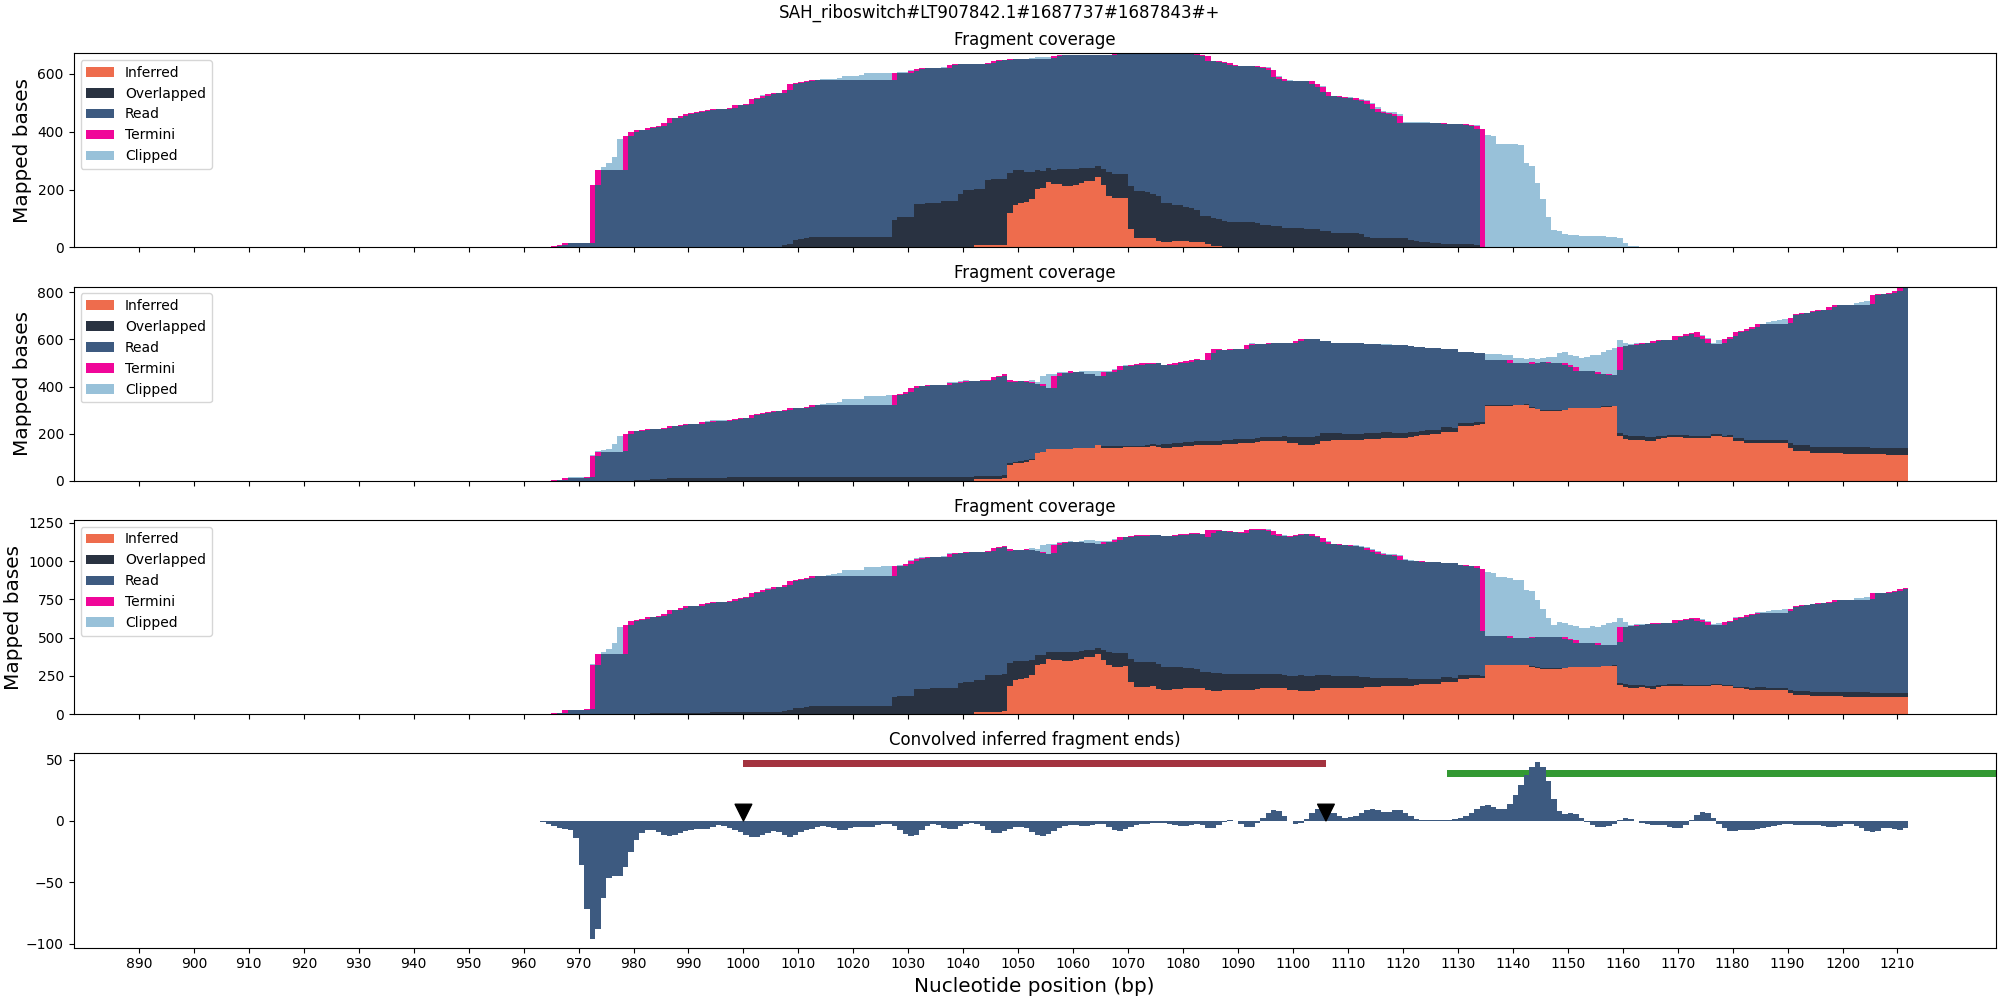 SAH_riboswitch#LT907842.1#1687737#1687843#+
Fragment coverage
Mapped bases
600
400
200
0
Inferred
Overlapped
Read
Termini
Clipped
Fragment coverage
Mapped bases
800
600
400
200
0
Inferred
Overlapped
Read
Termini
Clipped
Fragment coverage
Mapped bases
1250
1000
750
500
250
0
Inferred
Overlapped
Read
Termini
Clipped
Convolved inferred fragment ends)
50
0
−50
−100
890 900 910 920 930 940 950 960 970 980 990 1000 1010 1020 1030 1040 1050 1060 1070 1080 1090 1100 1110 1120 1130 1140 1150 1160 1170 1180 1190 1200 1210
Nucleotide position (bp)